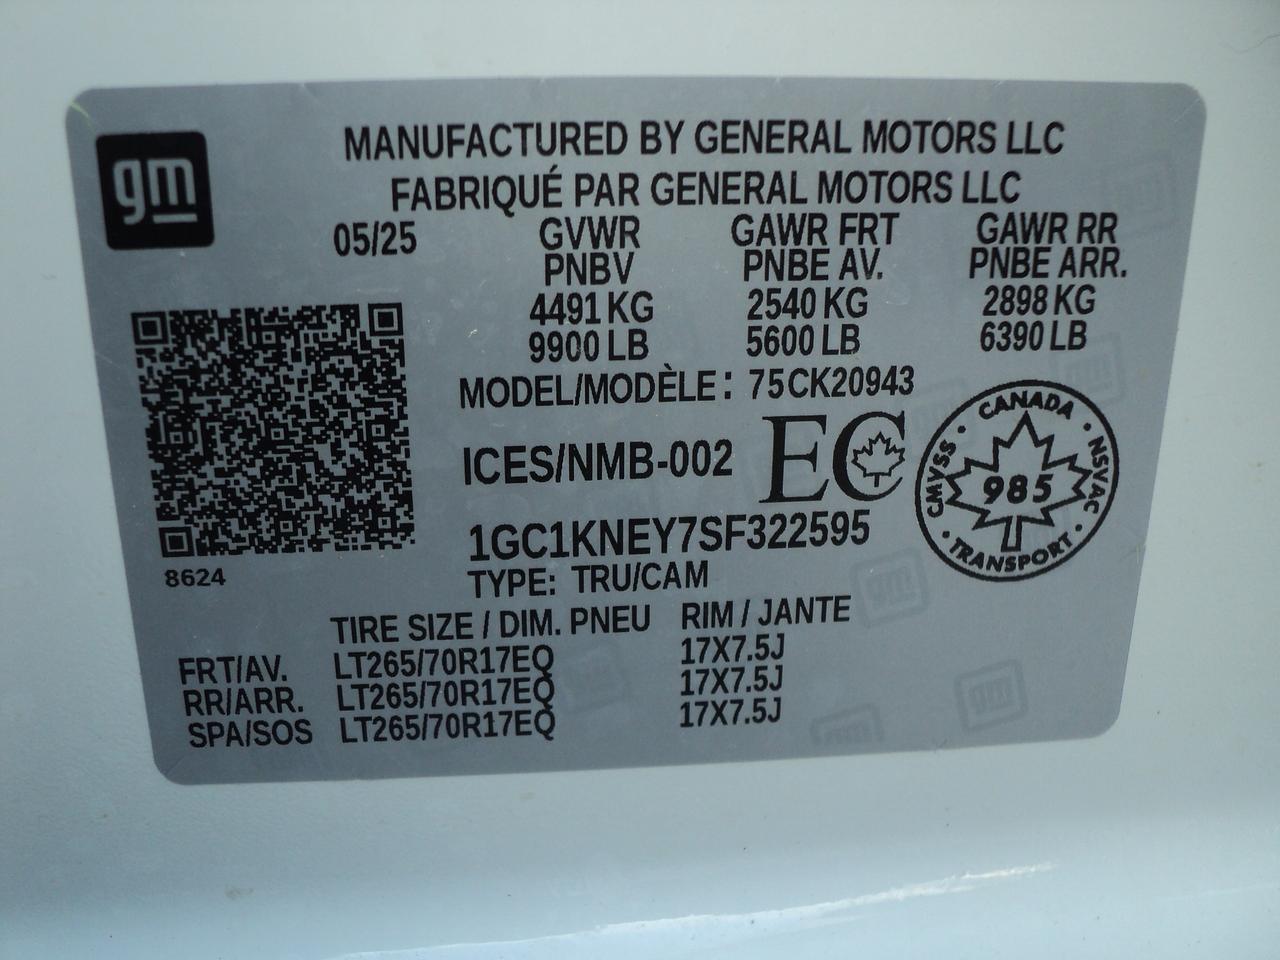 gm
MANUFACTURED BY GENERAL MOTORS LLC
FABRIQUÉ PAR GENERAL MOTORS LLC
05/25 GVWR GAWR FRT GAWR RR
PNBV PNBE AV. PNBE ARR.
4491 KG 2540 KG 2898 KG
9900 LB 5600 LB 6390 LB
MODEL/MODÈLE: 75CK20943
ICES/NMB-002 EC
CANADA
CMVSS 985 NSVAC
TRANSPORT
1GC1KNEY7SF322595
8624
TYPE: TRU/CAM
TIRE SIZE / DIM. PNEU RIM / JANTE
FRT/AV. LT265/70R17EQ 17X7.5J
RR/ARR. LT265/70R17EQ 17X7.5J
SPA/SOS LT265/70R17EQ 17X7.5J